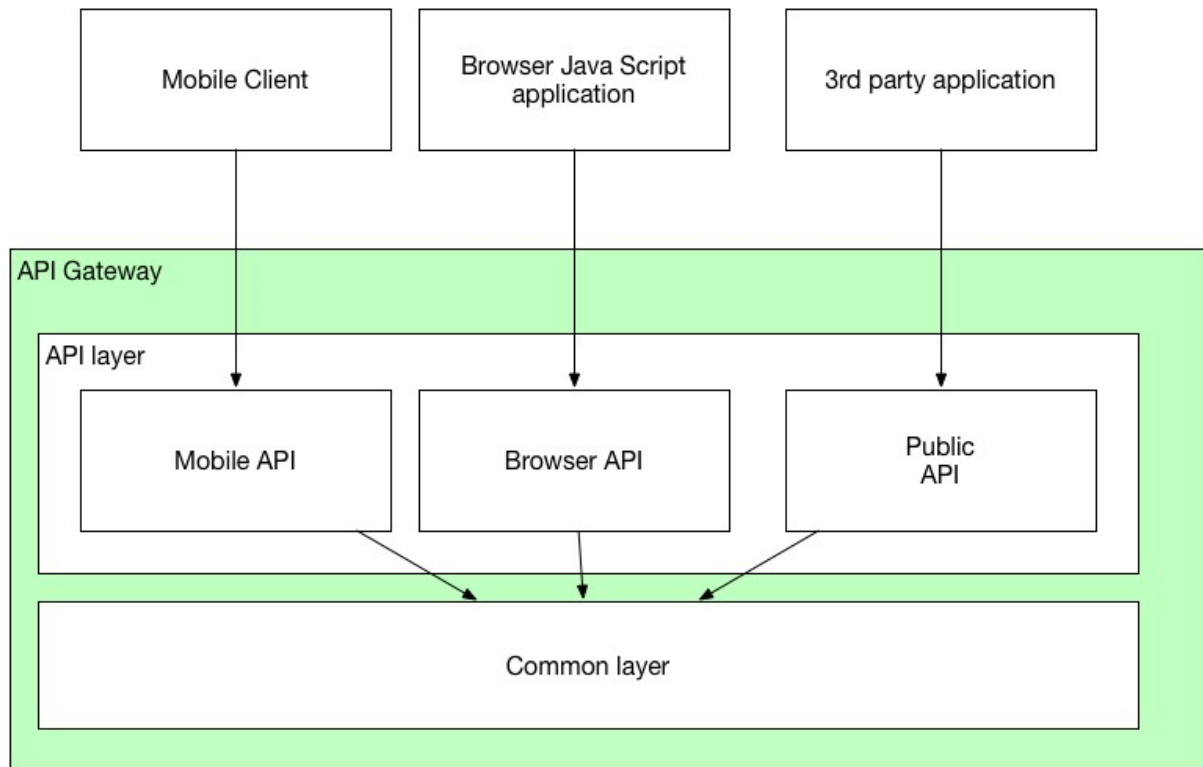 Mobile Client
Browser Java Script
application
3rd party application
API Gateway
API layer
Mobile API
Browser API
Public
API
Common layer